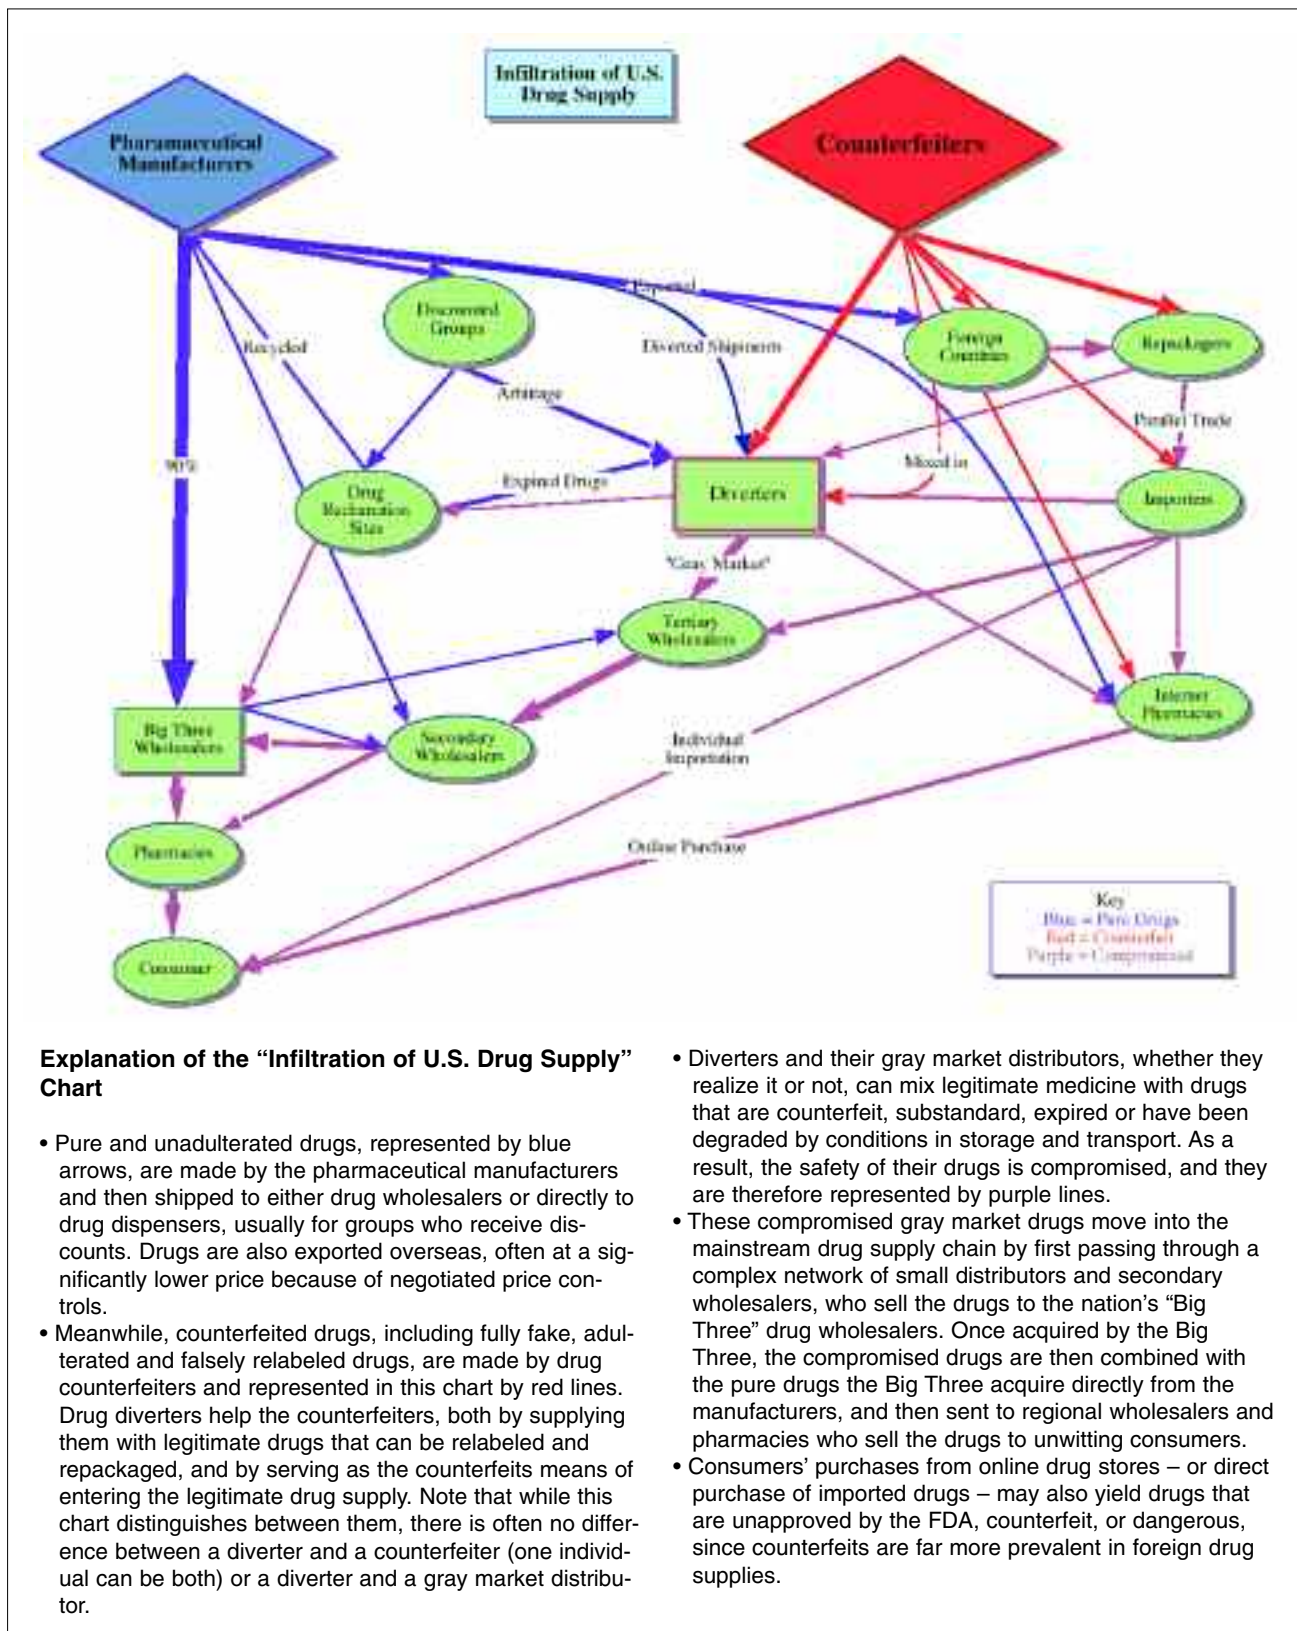 Infiltration of U.S.
Drug Supply
Pharamaceutical
Manufacturers
Counterfeiters
Discounted
Groups
Exported
Recycled
Diverted Shipments
Foreign
Countries
Repackagers
Arbitrage
Parallel Trade
90%
Mixed in
Expired Drugs
Drug
Reclamation
Sites
Diverters
Importers
"Gray Market"
Tertiary
Wholesalers
Internet
Pharmacies
Big Three
Wholesalers
Secondary
Wholesalers
Individual
Importation
Pharmacies
Online Purchase
Key
Blue = Pure Drugs
Red = Counterfeit
Purple = Compromised
Consumer
Explanation of the “Infiltration of U.S. Drug Supply”
Chart
• Pure and unadulterated drugs, represented by blue
arrows, are made by the pharmaceutical manufacturers
and then shipped to either drug wholesalers or directly to
drug dispensers, usually for groups who receive dis-
counts. Drugs are also exported overseas, often at a sig-
nificantly lower price because of negotiated price con-
trols.
• Meanwhile, counterfeited drugs, including fully fake, adul-
terated and falsely relabeled drugs, are made by drug
counterfeiters and represented in this chart by red lines.
Drug diverters help the counterfeiters, both by supplying
them with legitimate drugs that can be relabeled and
repackaged, and by serving as the counterfeits means of
entering the legitimate drug supply. Note that while this
chart distinguishes between them, there is often no differ-
ence between a diverter and a counterfeiter (one individ-
ual can be both) or a diverter and a gray market distribu-
tor.
• Diverters and their gray market distributors, whether they
realize it or not, can mix legitimate medicine with drugs
that are counterfeit, substandard, expired or have been
degraded by conditions in storage and transport. As a
result, the safety of their drugs is compromised, and they
are therefore represented by purple lines.
• These compromised gray market drugs move into the
mainstream drug supply chain by first passing through a
complex network of small distributors and secondary
wholesalers, who sell the drugs to the nation’s “Big
Three” drug wholesalers. Once acquired by the Big
Three, the compromised drugs are then combined with
the pure drugs the Big Three acquire directly from the
manufacturers, and then sent to regional wholesalers and
pharmacies who sell the drugs to unwitting consumers.
• Consumers’ purchases from online drug stores – or direct
purchase of imported drugs – may also yield drugs that
are unapproved by the FDA, counterfeit, or dangerous,
since counterfeits are far more prevalent in foreign drug
supplies.